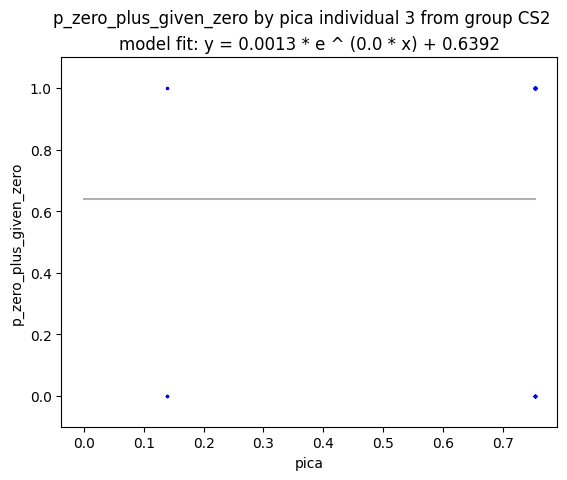 p_zero_plus_given_zero by pica individual 3 from group CS2
model fit: y = 0.0013 * e ^ (0.0 * x) + 0.6392
p_zero_plus_given_zero
1.0
0.8
0.6
0.4
0.2
0.0
0.0 0.1 0.2 0.3 0.4 0.5 0.6 0.7
pica